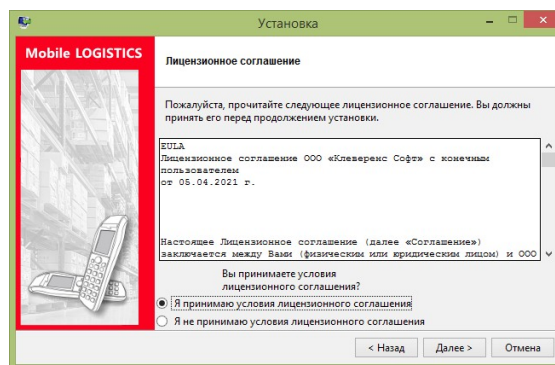 Установка
Mobile LOGISTICS
Лицензионное соглашение
Пожалуйста, прочитайте следующее лицензионное соглашение. Вы должны
принять его перед продолжением установки.
EULA
Лицензионное соглашение ООО «Клеверенс Софт» с конечным
пользователем
от 05.04.2021 г.
Настоящее Лицензионное соглашение (далее «Соглашение»)
заключается между Вами (физическим или юридическим лицом) и ООО
Вы принимаете условия
лицензионного соглашения?
Я принимаю условия лицензионного соглашения
Я не принимаю условия лицензионного соглашения
< Назад Далее > Отмена